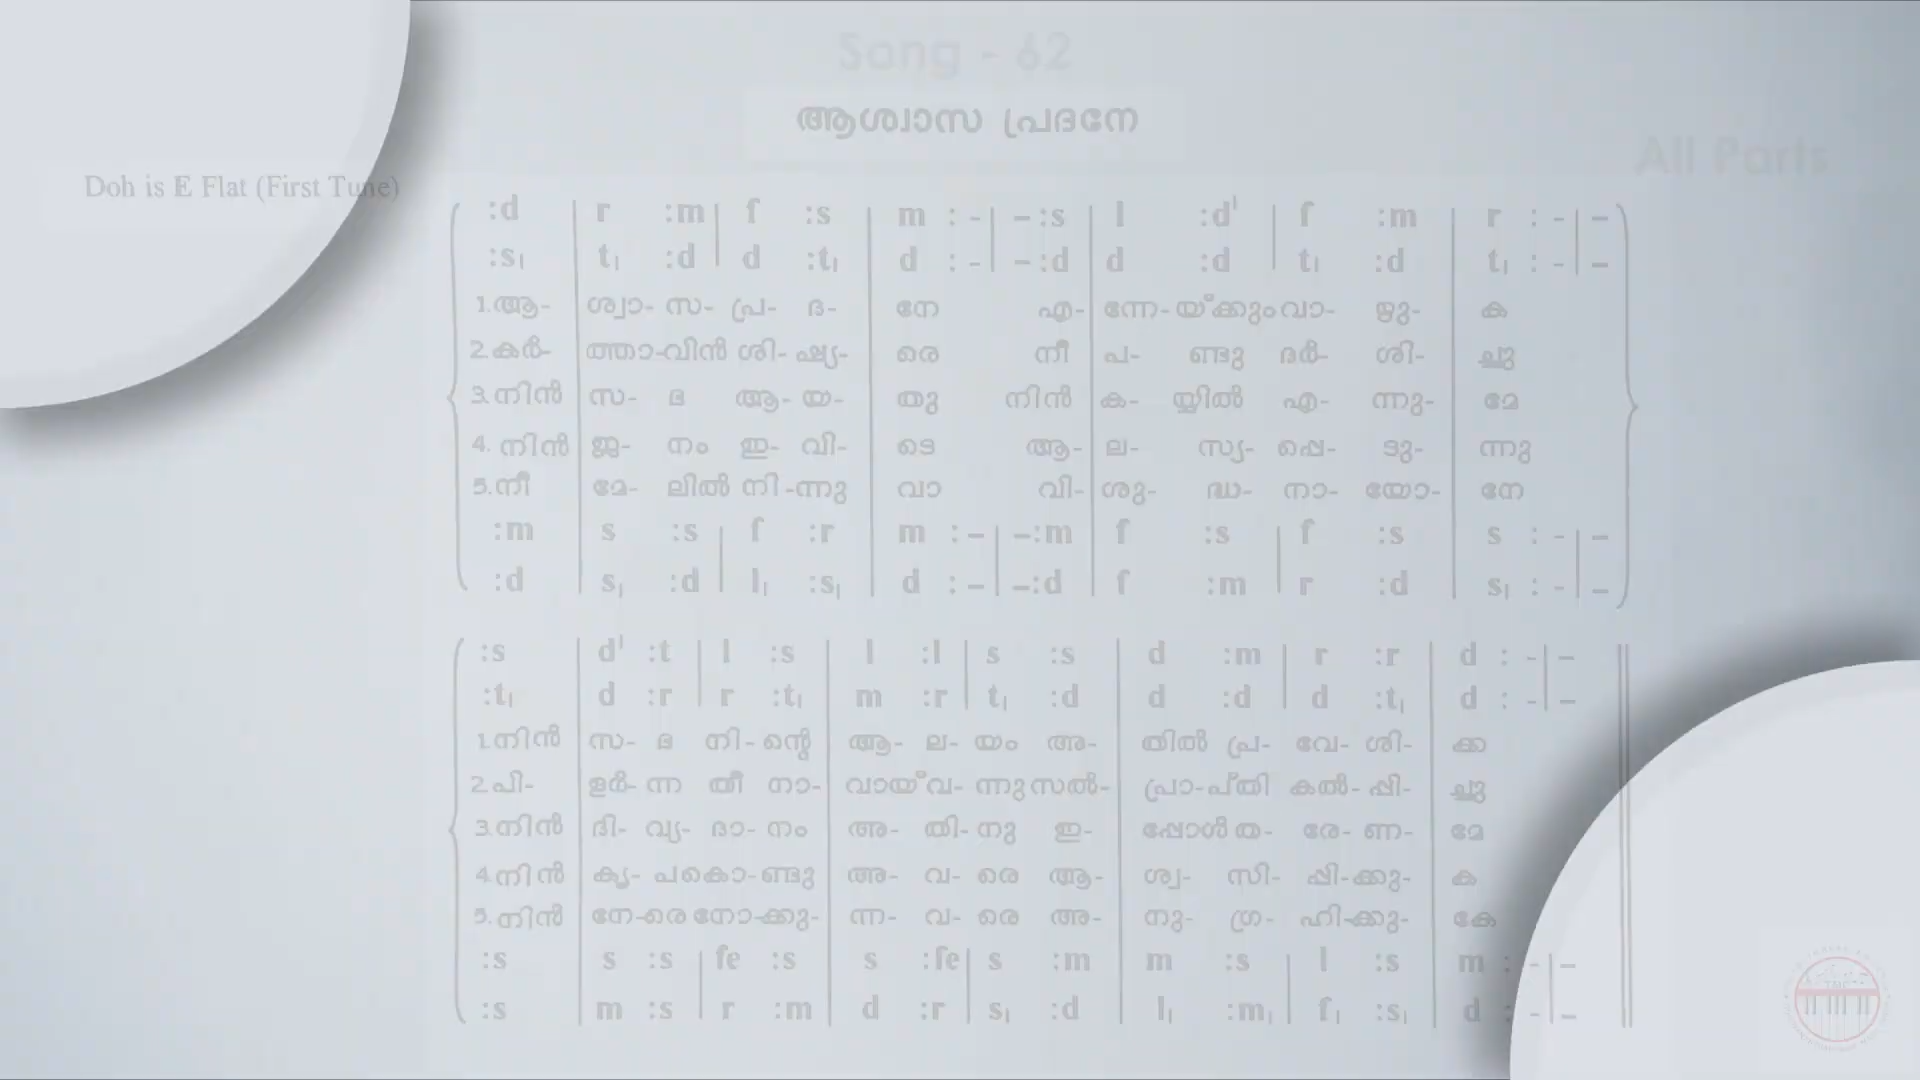 Song - 62
ആശ്വാസ പ്രദനേ
All Parts
Doh is E Flat (First Tune)
:d | r :m | f :s | m : - | – :s | l :d' | f :m | r : - | –
:s₁ | t₁ :d | d :t₁ | d : - | – :d | d :d | t₁ :d | t₁ : - | –
1.ആ- ശ്വാ- സ- പ്ര- ദ- നേ എ- ന്നേ- യ്ക്കും വാ- ഴു- ക
2.കർ- ത്താ-വിൻ ശി- ഷ്യ- രെ നീ പ- ണ്ടു ദർ- ശി- ച്ചു
3.നിൻ സ- ഭ ആ- യ- തു നിൻ ക- യ്യിൽ എ- ന്നു- മേ
4. നിൻ ജ- നം ഇ- വി- ടെ ആ- ല- സ്യ- പ്പെ- ടു- ന്നു
5.നീ മേ- ലിൽ നി -ന്നു വാ വി- ശു- ദ്ധ- നാ- യോ- നേ
:m | s :s | f :r | m : – | –:m | f :s | f :s | s : - | –
:d | s₁ :d | l₁ :s₁ | d : – | –:d | f :m | r :d | s₁ : - | –
:s | d' :t | l :s | l :l | s :s | d :m | r :r | d : - | –
:t₁ | d :r | r :t₁ | m :r | t₁ :d | d :d | d :t₁ | d : - | –
1.നിൻ സ- ഭ നി- ന്റെ ആ- ല- യം അ- തിൽ പ്ര- വേ- ശി- ക്ക
2.പി- ളർ- ന്ന തീ നാ- വായ് വ- ന്നു സൽ- പ്രാ-പ്തി കൽ- പ്പി- ച്ചു
3.നിൻ ദി- വ്യ- ദാ- നം അ- തി- നു ഇ- പ്പോൾ ത- രേ- ണ- മേ
4.നിൻ കൃ- പ കൊ- ണ്ടു അ- വ- രെ ആ- ശ്വ- സി- പ്പി-ക്കു- ക
5.നിൻ നേ-രെ നോ-ക്കു- ന്ന- വ- രെ അ- നു- ഗ്ര- ഹി-ക്കു- കേ
:s | s :s | fe :s | s :fe | s :m | m :s | l :s | m : - | –
:s | m :s | r :m | d :r | s₁ :d | l₁ :m₁ | f₁ :s₁ | d : - | –